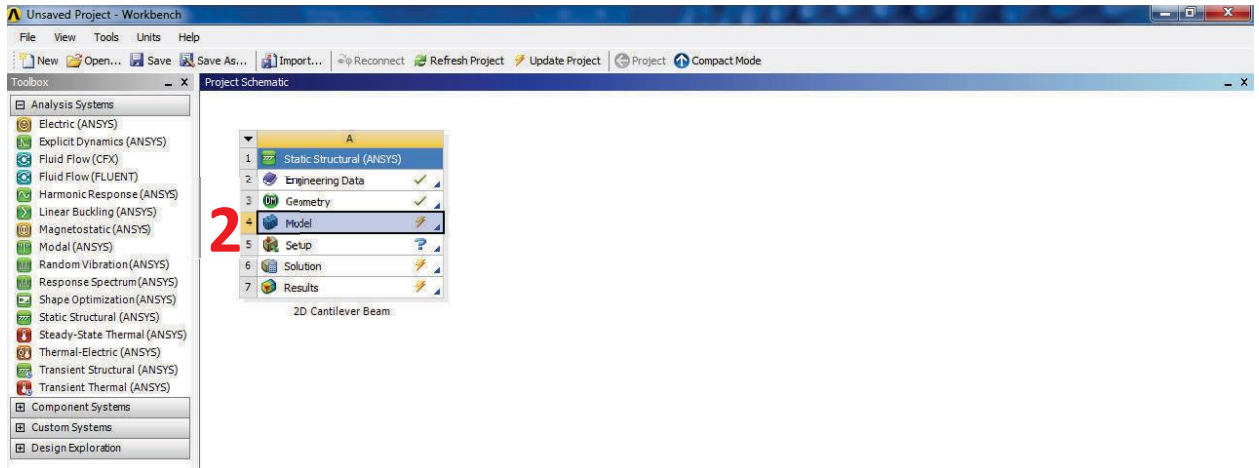 Unsaved Project - Workbench
File View Tools Units Help
New Open... Save Save As... Import... Reconnect Refresh Project Update Project Project Compact Mode
Toolbox
Project Schematic
Analysis Systems
Electric (ANSYS)
Explicit Dynamics (ANSYS)
Fluid Flow (CFX)
Fluid Flow (FLUENT)
Harmonic Response (ANSYS)
Linear Buckling (ANSYS)
Magnetostatic (ANSYS)
Modal (ANSYS)
Random Vibration (ANSYS)
Response Spectrum (ANSYS)
Shape Optimization (ANSYS)
Static Structural (ANSYS)
Steady-State Thermal (ANSYS)
Thermal-Electric (ANSYS)
Transient Structural (ANSYS)
Transient Thermal (ANSYS)
Component Systems
Custom Systems
Design Exploration
A
1 Static Structural (ANSYS)
2 Engineering Data
3 DM Geometry
2
4 Model
5 Setup ?
6 Solution
7 Results
2D Cantilever Beam